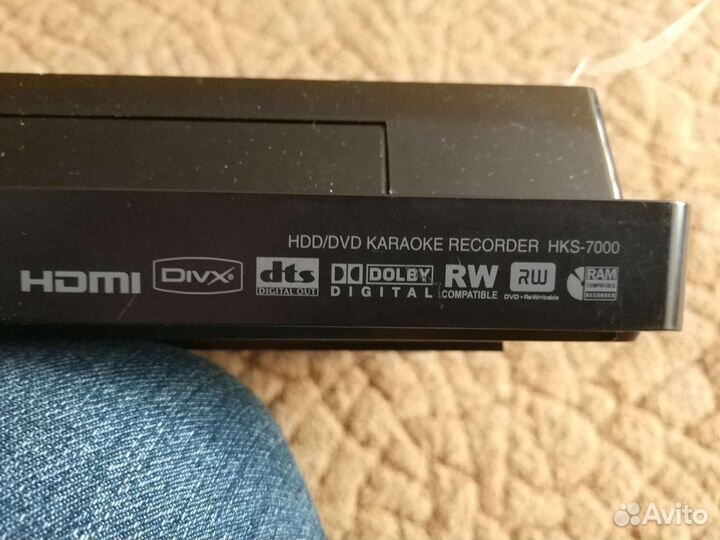 HDD/DVD KARAOKE RECORDER HKS-7000
HDMI
DIVX
dts
DIGITAL OUT
DOLBY
DIGITAL
RW
COMPATIBLE
RW
DVD+ReWritable
RAM
COMPATIBLE
RECORDER
Avito